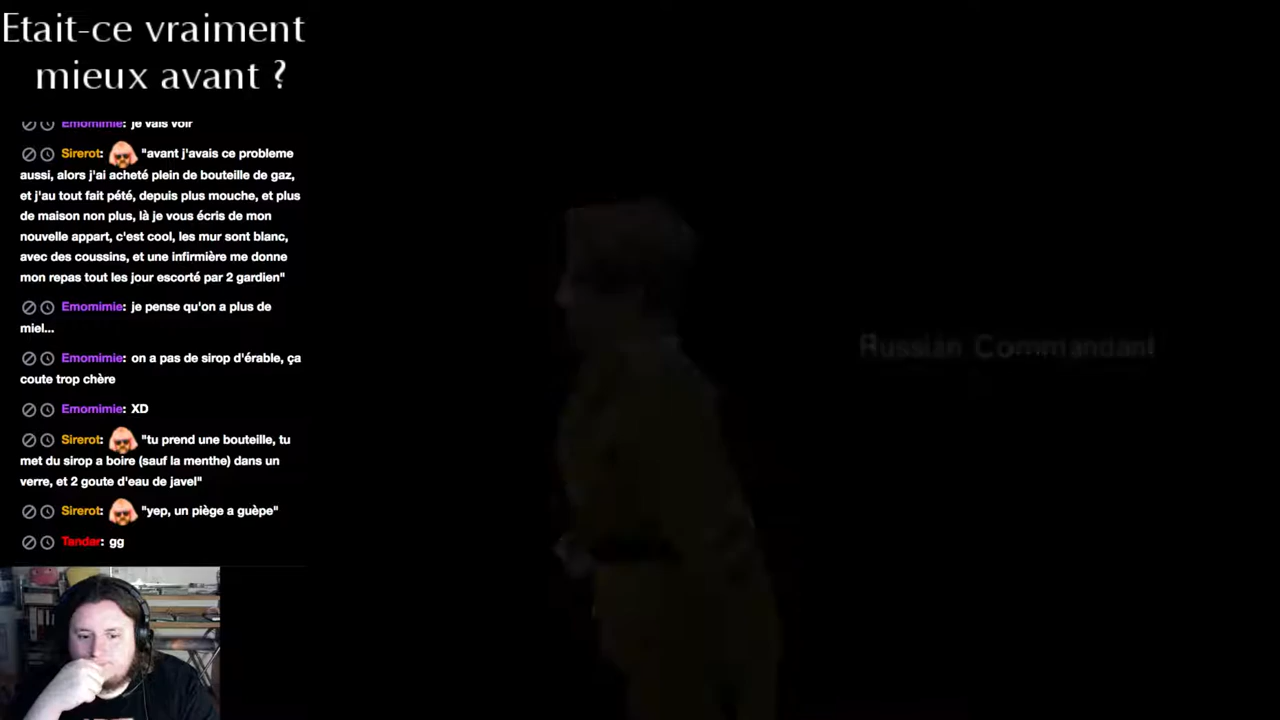 Etait-ce vraiment
mieux avant ?
Emomimie: je vais voir
Sirerot: "avant j'avais ce probleme
aussi, alors j'ai acheté plein de bouteille de gaz,
et j'au tout fait pété, depuis plus mouche, et plus
de maison non plus, là je vous écris de mon
nouvelle appart, c'est cool, les mur sont blanc,
avec des coussins, et une infirmière me donne
mon repas tout les jour escorté par 2 gardien"
Emomimie: je pense qu'on a plus de
miel...
Emomimie: on a pas de sirop d'érable, ça
coute trop chère
Emomimie: XD
Sirerot: "tu prend une bouteille, tu
met du sirop a boire (sauf la menthe) dans un
verre, et 2 goute d'eau de javel"
Sirerot: "yep, un piège a guèpe"
Tandar: gg
Russian Commandant